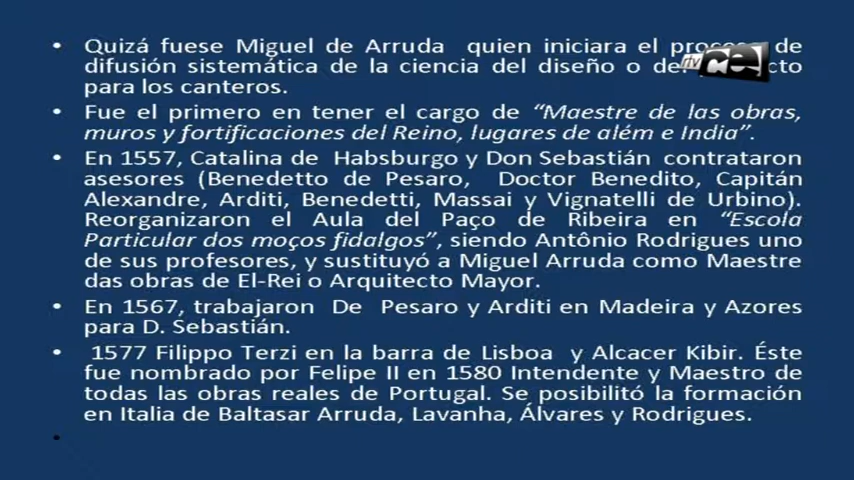 • Quizá fuese Miguel de Arruda quien iniciara el de
difusión sistemática de la ciencia del diseño o del
para los canteros.
• Fue el primero en tener el cargo de “Maestre de las obras,
muros y fortificaciones del Reino, lugares de além e India”.
• En 1557, Catalina de Habsburgo y Don Sebastián contrataron
asesores (Benedetto de Pesaro, Doctor Benedito, Capitán
Alexandre, Arditi, Benedetti, Massai y Vignatelli de Urbino).
Reorganizaron el Aula del Paço de Ribeira en “Escola
Particular dos moços fidalgos”, siendo Antônio Rodrigues uno
de sus profesores, y sustituyó a Miguel Arruda como Maestre
das obras de El-Rei o Arquitecto Mayor.
• En 1567, trabajaron De Pesaro y Arditi en Madeira y Azores
para D. Sebastián.
• 1577 Filippo Terzi en la barra de Lisboa y Alcacer Kibir. Éste
fue nombrado por Felipe II en 1580 Intendente y Maestro de
todas las obras reales de Portugal. Se posibilitó la formación
en Italia de Baltasar Arruda, Lavanha, Álvares y Rodrigues.
•